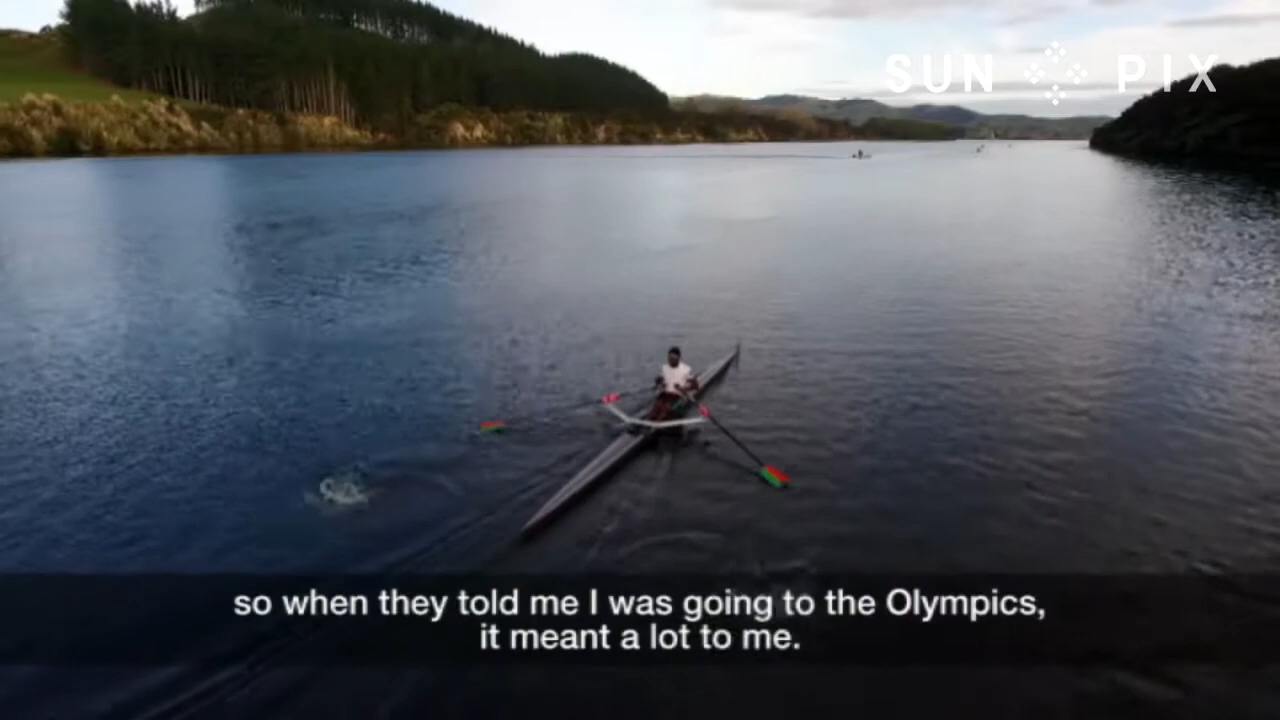 SUN PIX
so when they told me I was going to the Olympics,
it meant a lot to me.